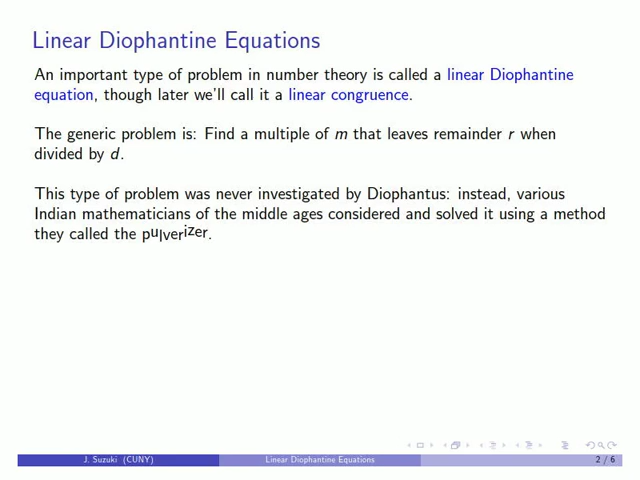 Linear Diophantine Equations
An important type of problem in number theory is called a linear Diophantine
equation, though later we'll call it a linear congruence.
The generic problem is: Find a multiple of m that leaves remainder r when
divided by d.
This type of problem was never investigated by Diophantus: instead, various
Indian mathematicians of the middle ages considered and solved it using a method
they called the pulverizer.
J. Suzuki (CUNY) Linear Diophantine Equations 2 / 6